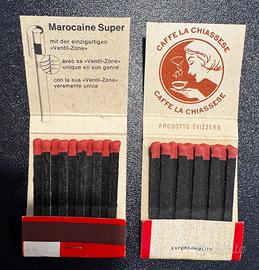 Marocaine Super
mit der einzigartigen
»Ventil-Zone«
avec sa »Ventil-Zone«
unique en son genre
con la sua »Ventil-Zone«
veramente unica
CAFFE LA CHIASSESE
CAFFE LA CHIASSESE
PRODOTTO SVIZZERO